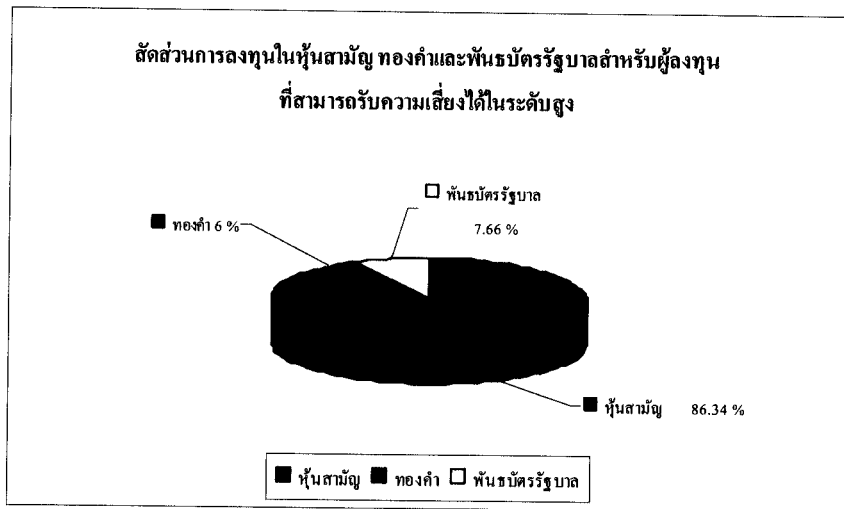 สัดส่วนการลงทุนในหุ้นสามัญ ทองคำและพันธบัตรรัฐบาลสำหรับผู้ลงทุน
ที่สามารถรับความเสี่ยงได้ในระดับสูง
พันธบัตรรัฐบาล
7.66 %
ทองคำ 6 %
หุ้นสามัญ 86.34 %
หุ้นสามัญ ทองคำ พันธบัตรรัฐบาล